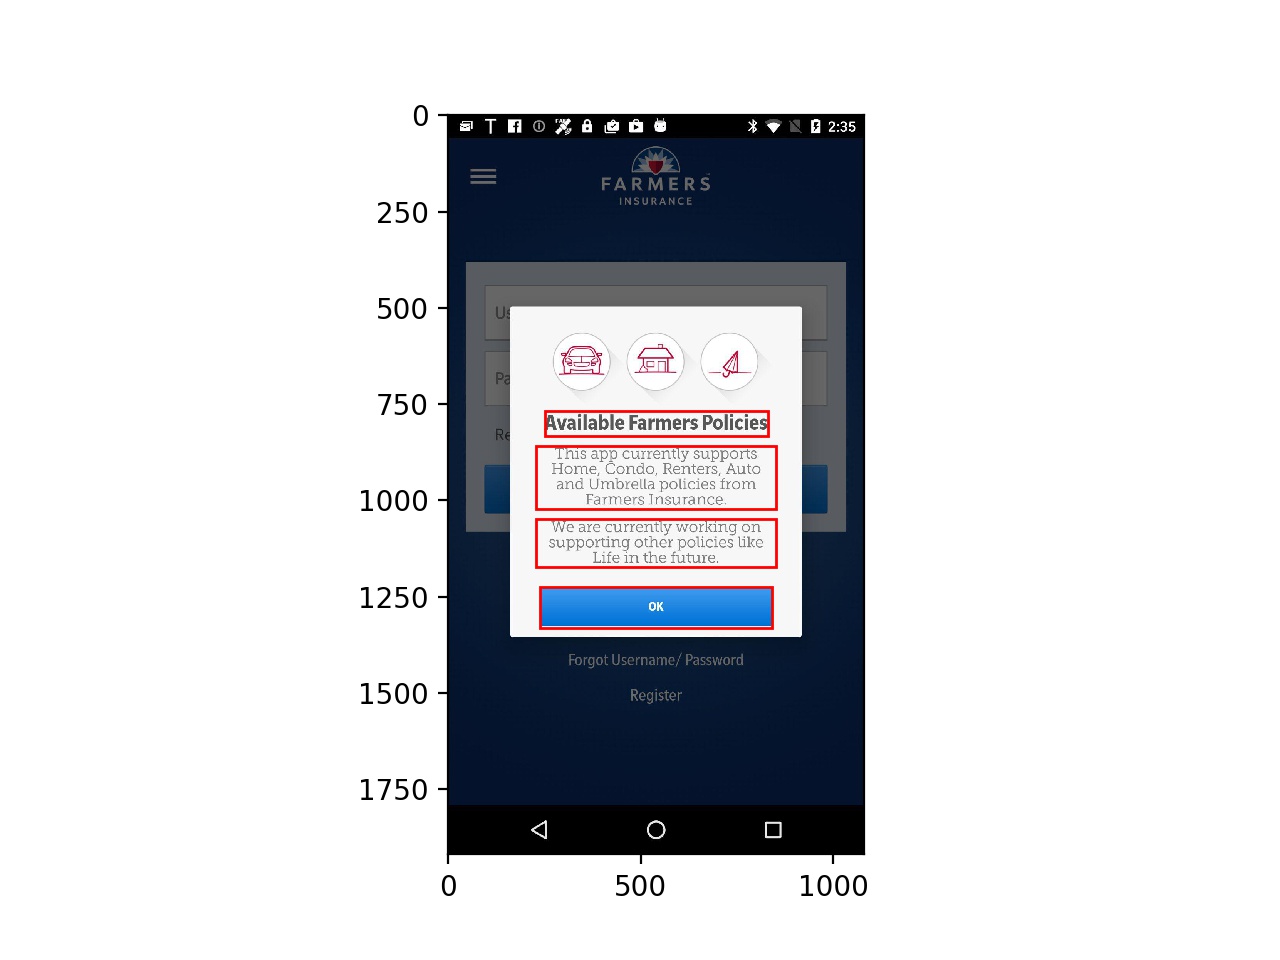 0
250
500
750
1000
1250
1500
1750
0
500
1000
T
2:35
FARMERS
INSURANCE
Us
Pa
Re
Available Farmers Policies
This app currently supports
Home, Condo, Renters, Auto
and Umbrella policies from
Farmers Insurance.
We are currently working on
supporting other policies like
Life in the future.
OK
Forgot Username/ Password
Register